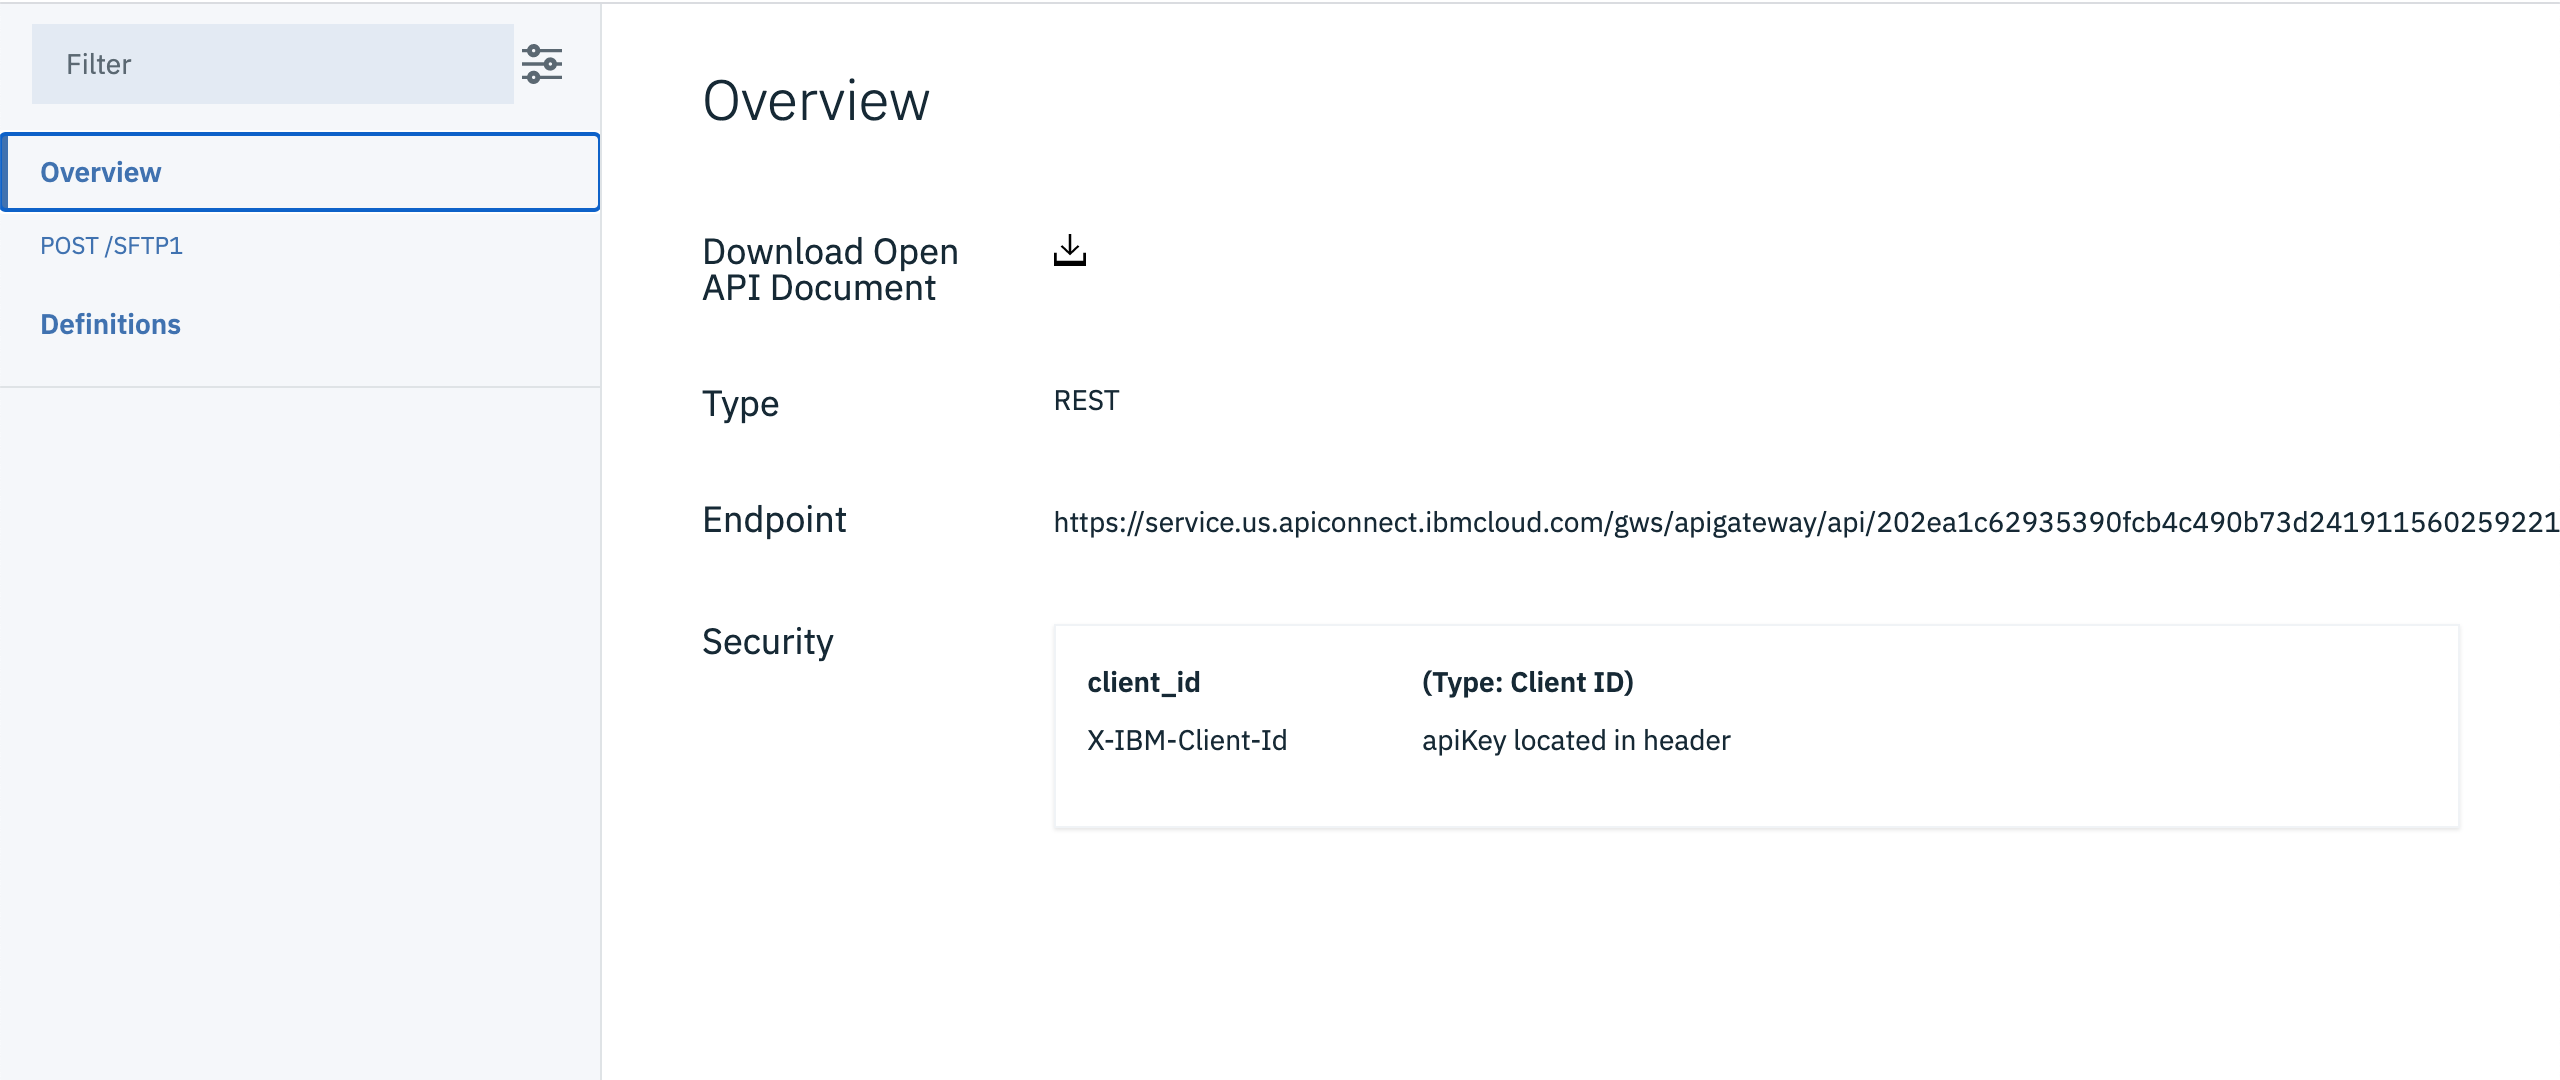 Filter
Overview
POST /SFTP1
Definitions
Overview
Download Open
API Document
Type
REST
Endpoint
https://service.us.apiconnect.ibmcloud.com/gws/apigateway/api/202ea1c62935390fcb4c490b73d241911560259221
Security
client_id
(Type: Client ID)
X-IBM-Client-Id
apiKey located in header